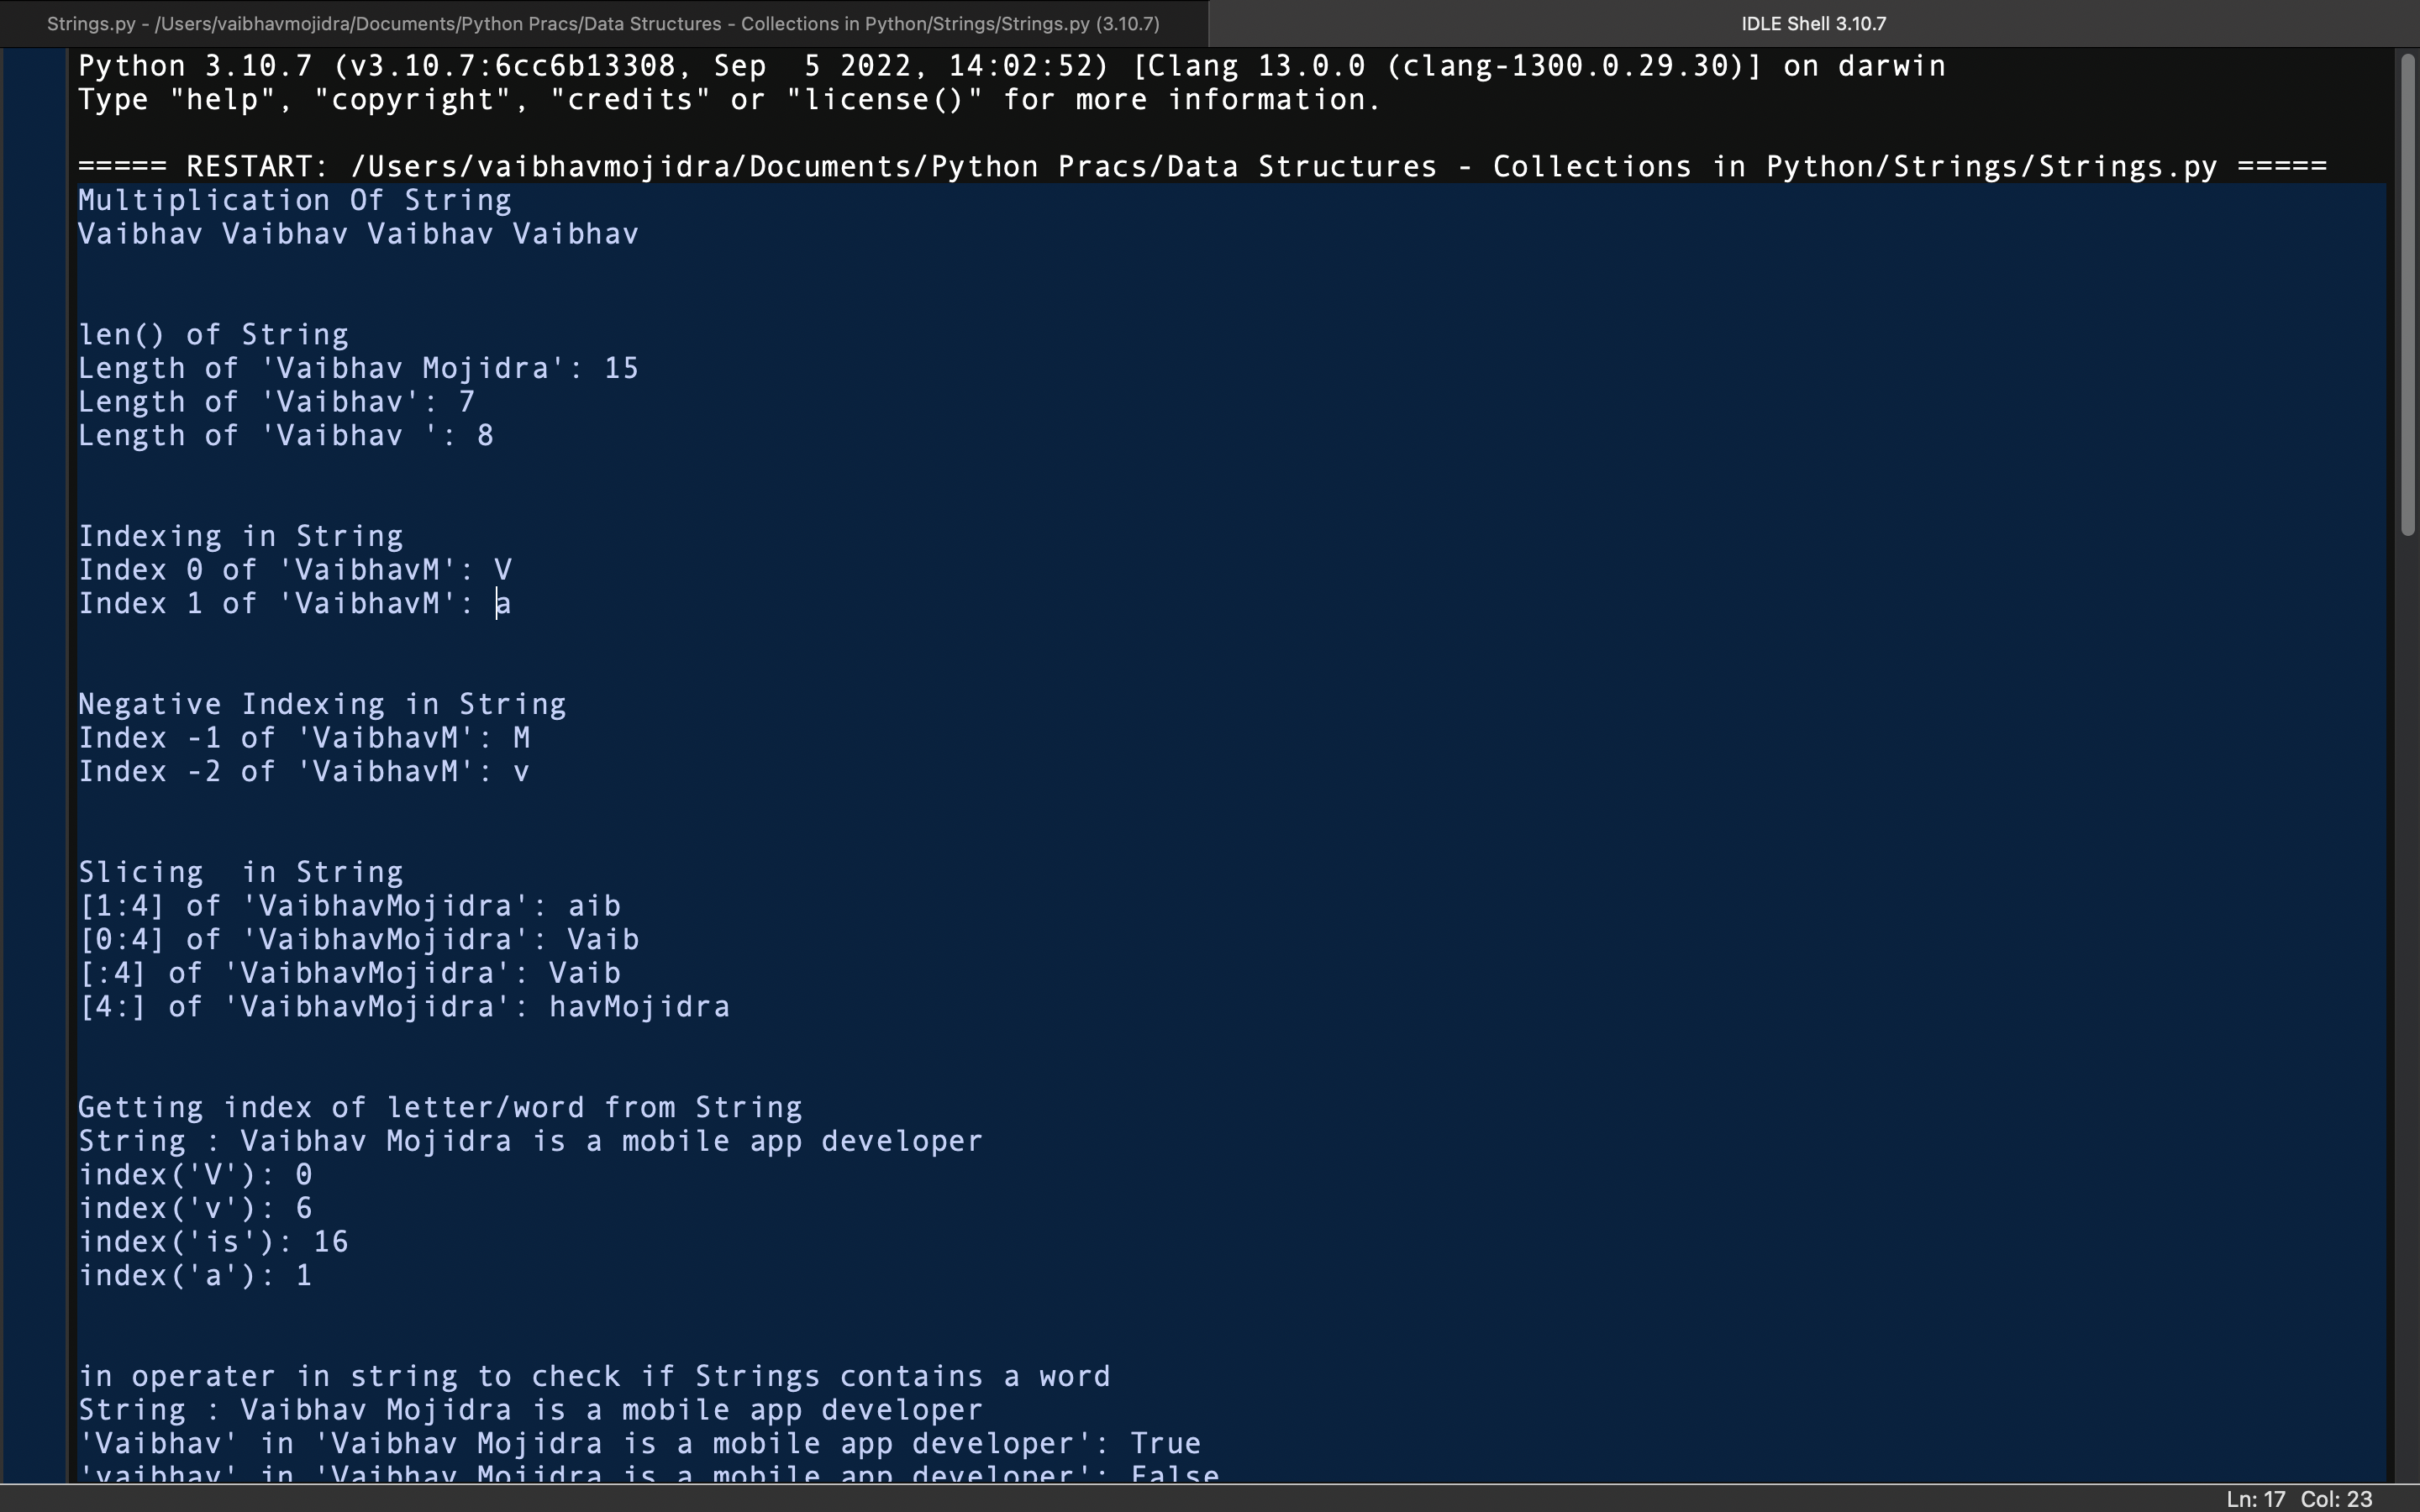 Strings.py - /Users/vaibhavmojidra/Documents/Python Pracs/Data Structures - Collections in Python/Strings/Strings.py (3.10.7)
IDLE Shell 3.10.7
Python 3.10.7 (v3.10.7:6cc6b13308, Sep  5 2022, 14:02:52) [Clang 13.0.0 (clang-1300.0.29.30)] on darwin
Type "help", "copyright", "credits" or "license()" for more information.
===== RESTART: /Users/vaibhavmojidra/Documents/Python Pracs/Data Structures - Collections in Python/Strings/Strings.py =====
Multiplication Of String
Vaibhav Vaibhav Vaibhav Vaibhav
len() of String
Length of 'Vaibhav Mojidra': 15
Length of 'Vaibhav': 7
Length of 'Vaibhav ': 8
Indexing in String
Index 0 of 'VaibhavM': V
Index 1 of 'VaibhavM': a
Negative Indexing in String
Index -1 of 'VaibhavM': M
Index -2 of 'VaibhavM': v
Slicing  in String
[1:4] of 'VaibhavMojidra': aib
[0:4] of 'VaibhavMojidra': Vaib
[:4] of 'VaibhavMojidra': Vaib
[4:] of 'VaibhavMojidra': havMojidra
Getting index of letter/word from String
String : Vaibhav Mojidra is a mobile app developer
index('V'): 0
index('v'): 6
index('is'): 16
index('a'): 1
in operater in string to check if Strings contains a word
String : Vaibhav Mojidra is a mobile app developer
'Vaibhav' in 'Vaibhav Mojidra is a mobile app developer': True
'vaibhav' in 'Vaibhav Mojidra is a mobile app developer': False
Ln: 17  Col: 23